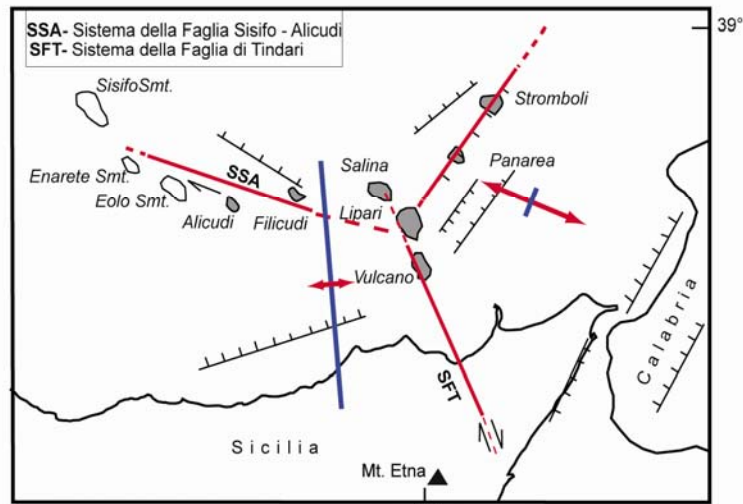 SSA- Sistema della Faglia Sisifo - Alicudi
SFT- Sistema della Faglia di Tindari
39°
SisifoSmt.
Stromboli
Enarete Smt.
SSA
Salina
Panarea
Eolo Smt.
Alicudi
Filicudi
Lipari
Vulcano
Calabria
SFT
Sicilia
Mt. Etna